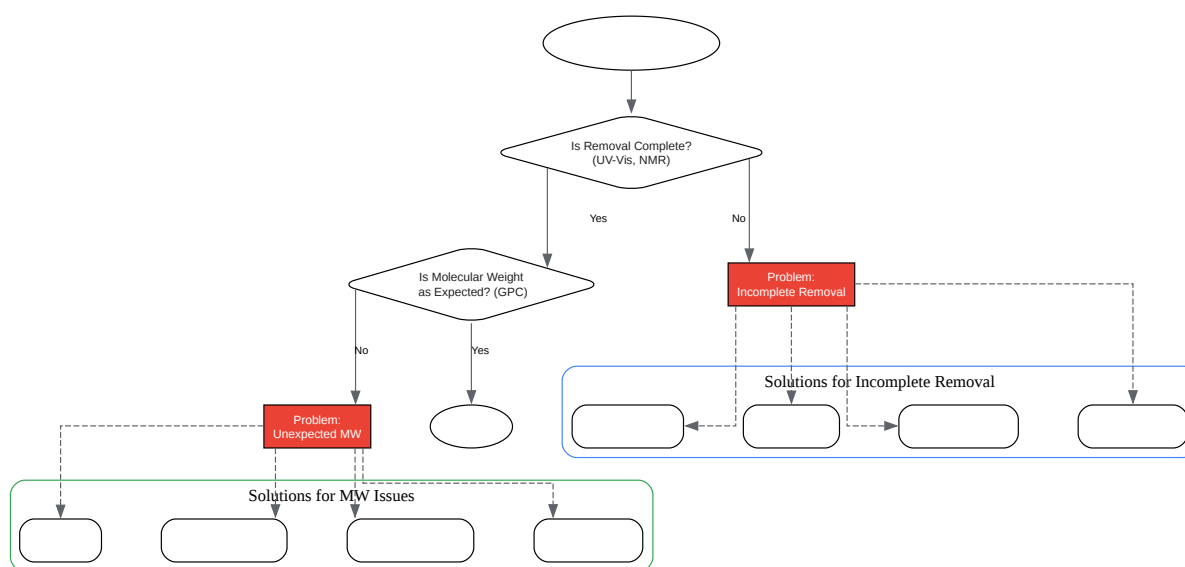 Is Removal Complete?
(UV-Vis, NMR)
Yes
No
Is Molecular Weight
as Expected? (GPC)
Problem:
Incomplete Removal
No
Yes
Solutions for Incomplete Removal
Problem:
Unexpected MW
Solutions for MW Issues